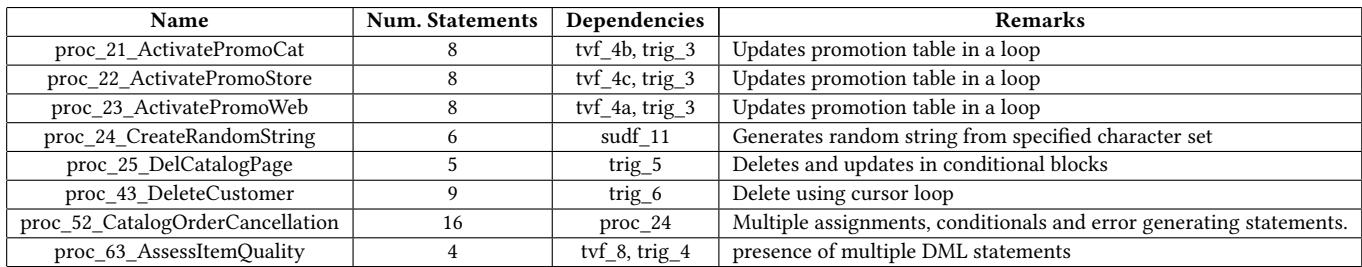 Name Num. Statements Dependencies Remarks
proc_21_ActivatePromoCat 8 tvf_4b, trig_3 Updates promotion table in a loop
proc_22_ActivatePromoStore 8 tvf_4c, trig_3 Updates promotion table in a loop
proc_23_ActivatePromoWeb 8 tvf_4a, trig_3 Updates promotion table in a loop
proc_24_CreateRandomString 6 sudf_11 Generates random string from specified character set
proc_25_DelCatalogPage 5 trig_5 Deletes and updates in conditional blocks
proc_43_DeleteCustomer 9 trig_6 Delete using cursor loop
proc_52_CatalogOrderCancellation 16 proc_24 Multiple assignments, conditionals and error generating statements.
proc_63_AssessItemQuality 4 tvf_8, trig_4 presence of multiple DML statements